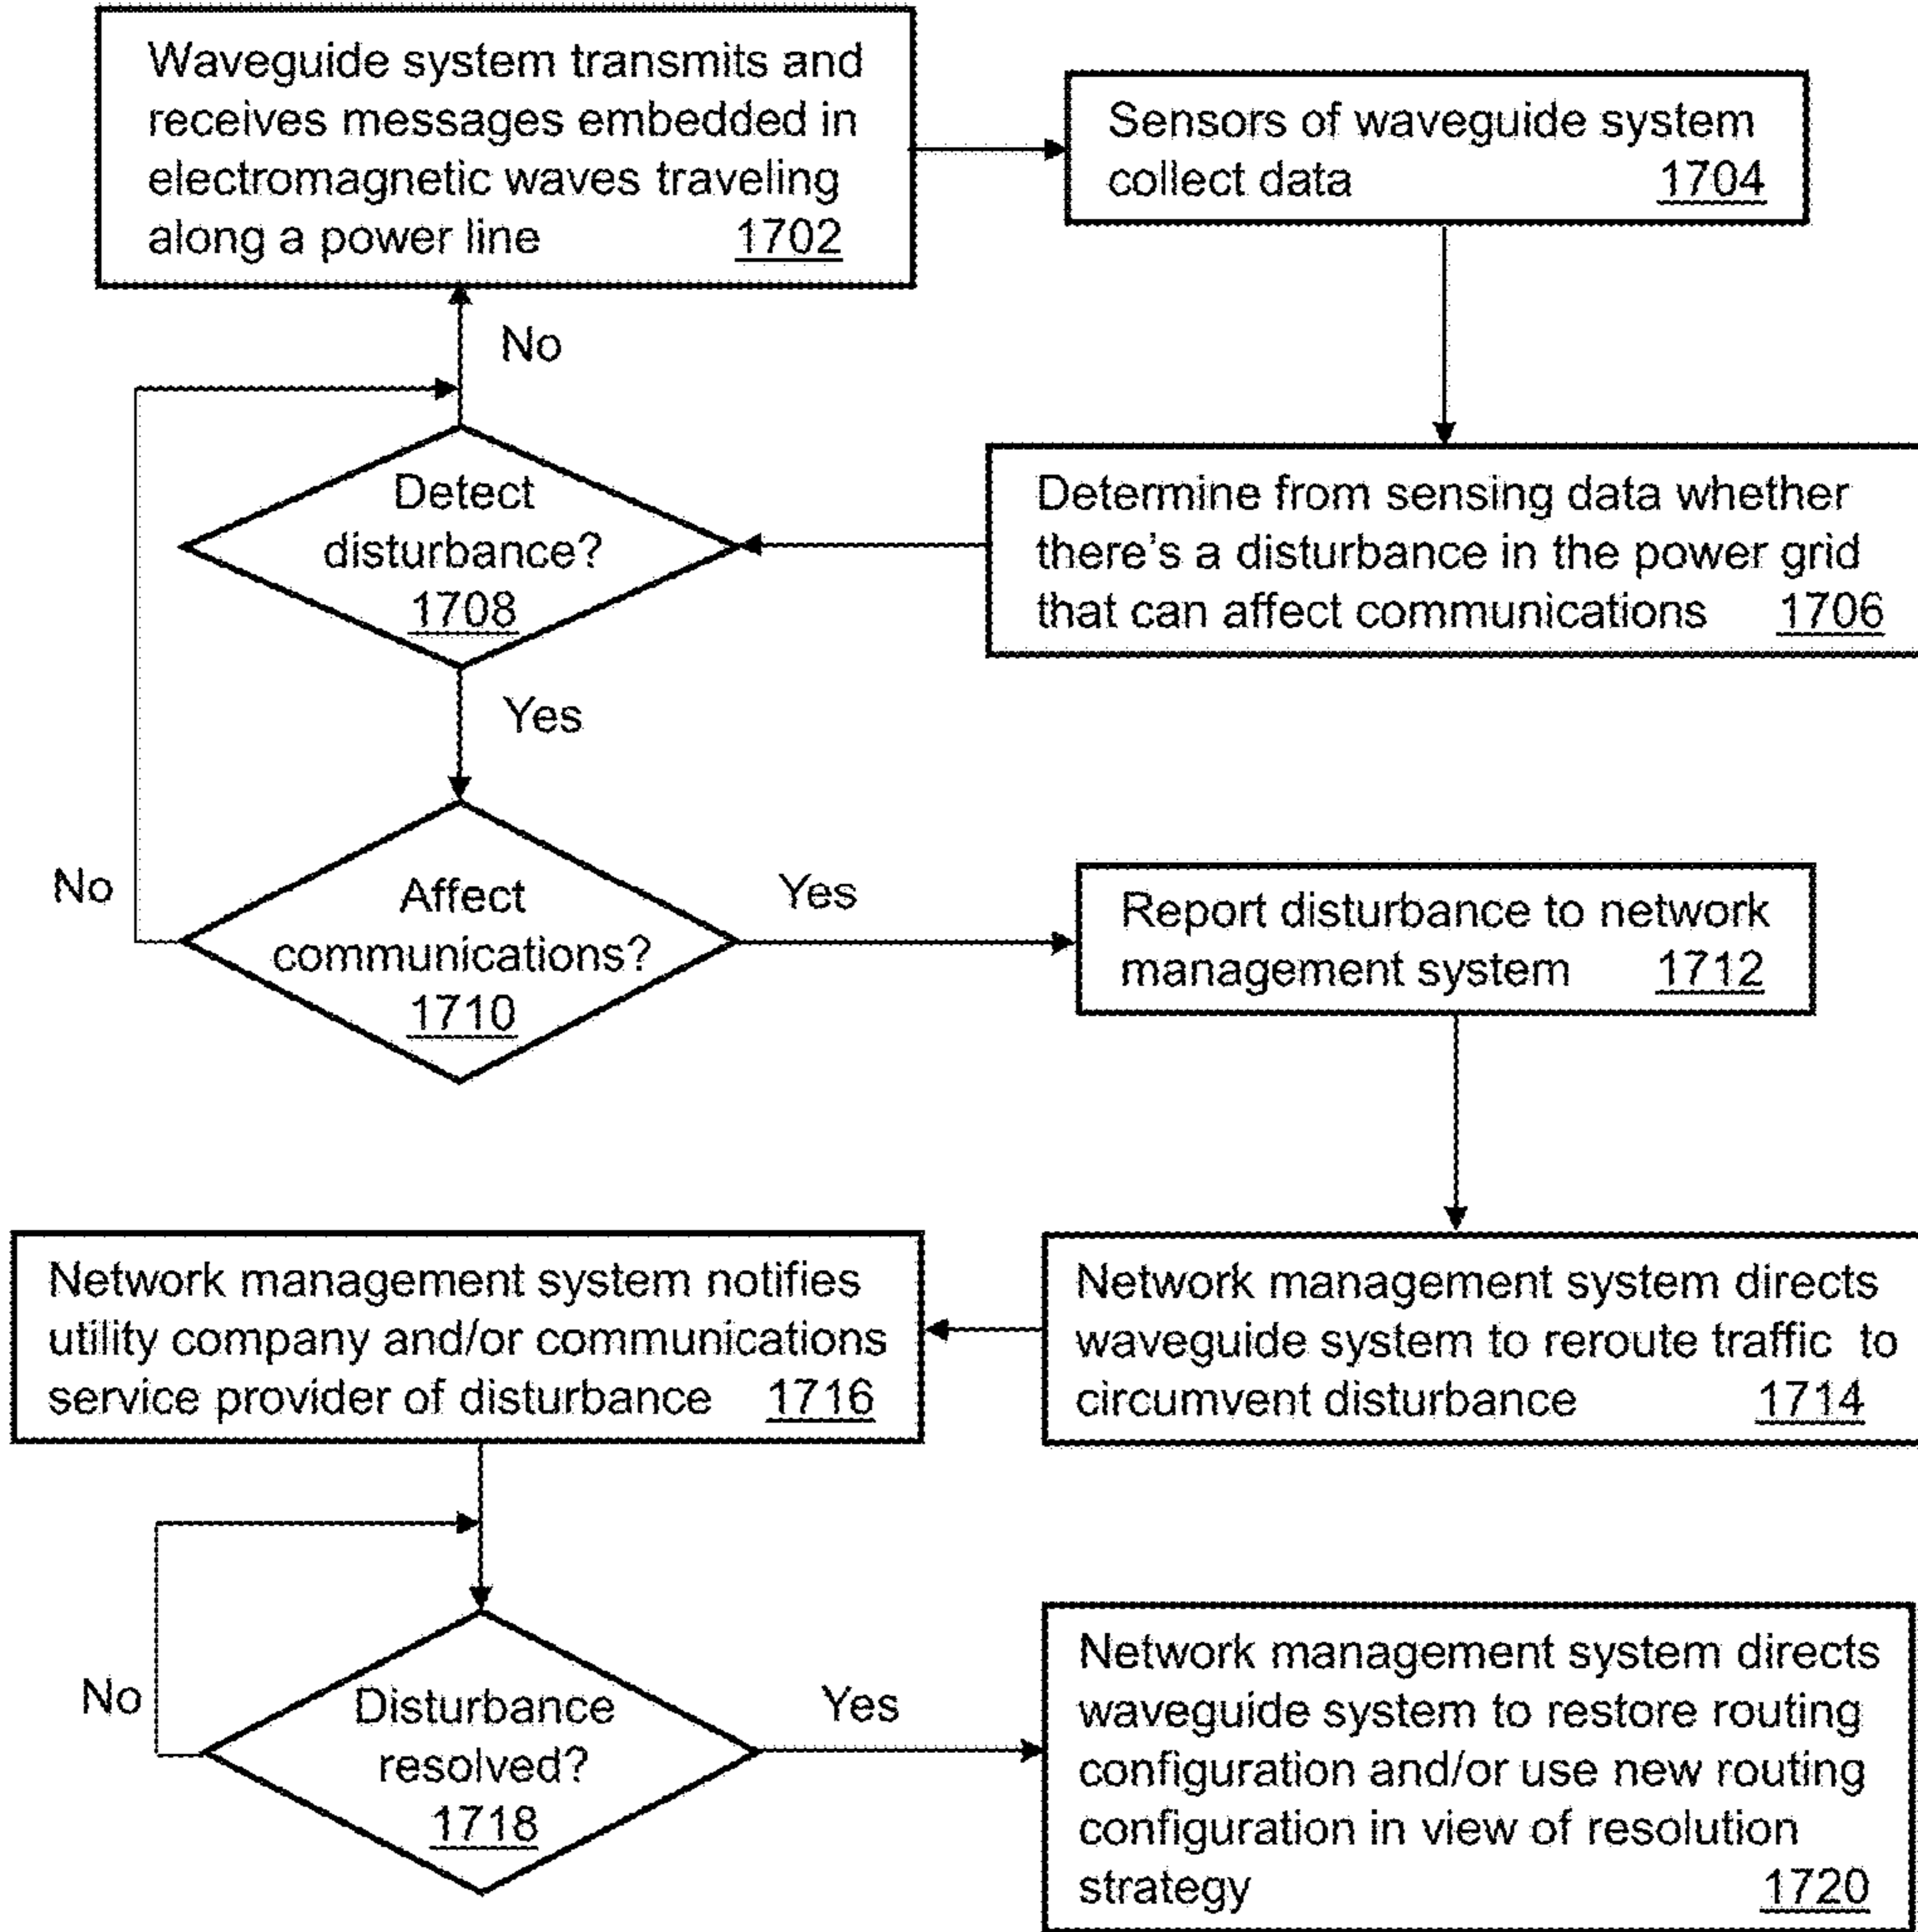 Waveguide system transmits and
receives messages embedded in
electromagnetic waves traveling
along a power line 1702
Sensors of waveguide system
collect data 1704
No
Detect
disturbance?
1708
Determine from sensing data whether
there's a disturbance in the power grid
that can affect communications 1706
Yes
No
Affect
communications?
1710
Yes
Report disturbance to network
management system 1712
Network management system notifies
utility company and/or communications
service provider of disturbance 1716
Network management system directs
waveguide system to reroute traffic to
circumvent disturbance 1714
No
Disturbance
resolved?
1718
Yes
Network management system directs
waveguide system to restore routing
configuration and/or use new routing
configuration in view of resolution
strategy 1720